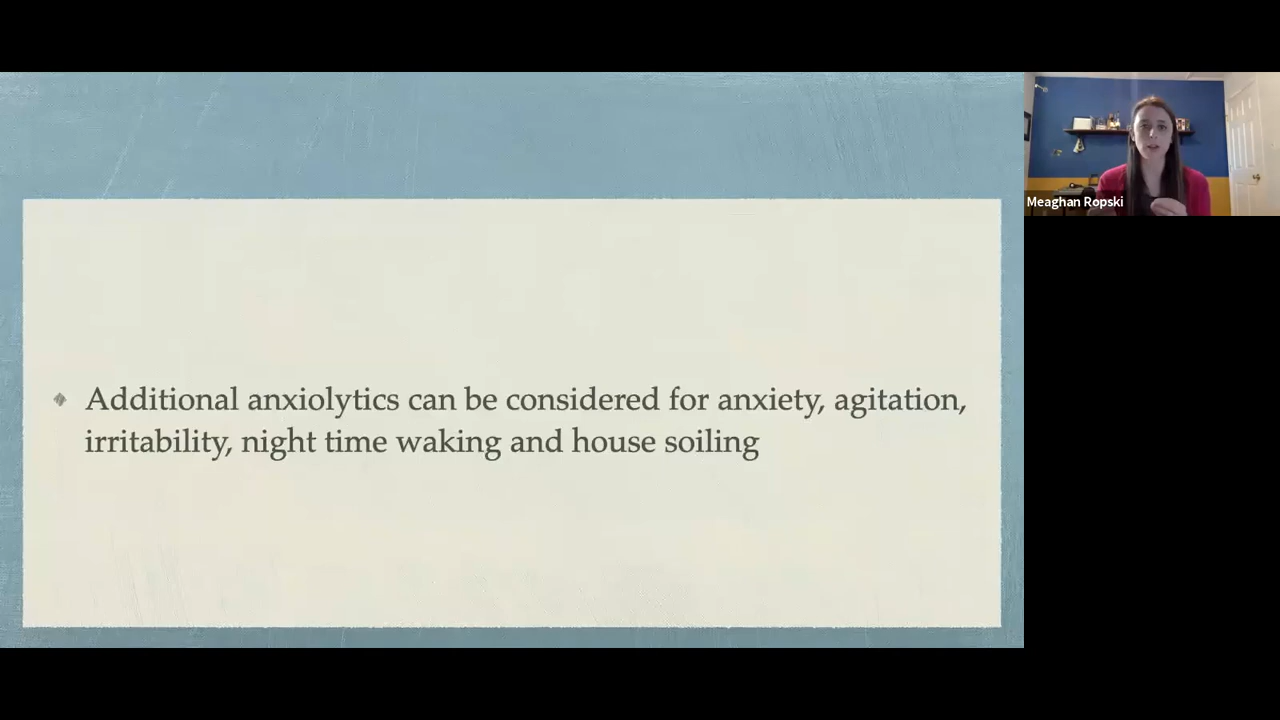 Additional anxiolytics can be considered for anxiety, agitation,
irritability, night time waking and house soiling
Meaghan Ropski